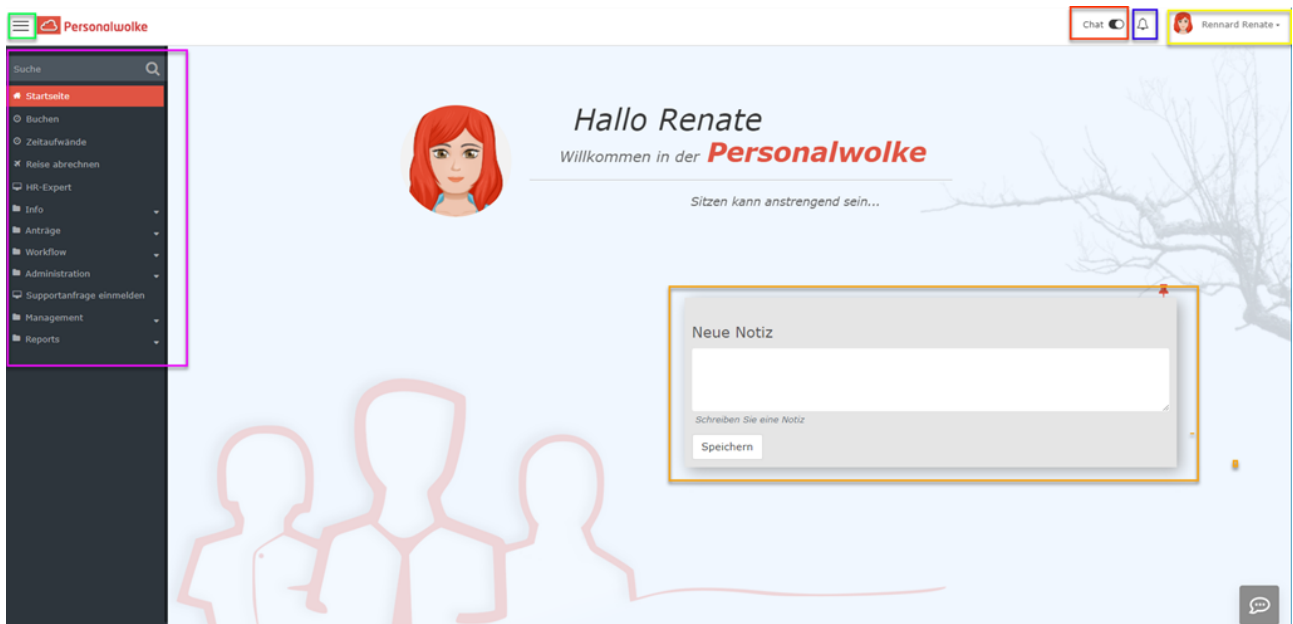 Personalwolke
Chat
Rennard Renate
Suche
Startseite
Buchen
Zeitaufwände
Reise abrechnen
HR-Expert
Info
Anträge
Workflow
Administration
Supportanfrage einmelden
Management
Reports
Hallo Renate
Willkommen in der Personalwolke
Sitzen kann anstrengend sein...
Neue Notiz
Schreiben Sie eine Notiz
Speichern